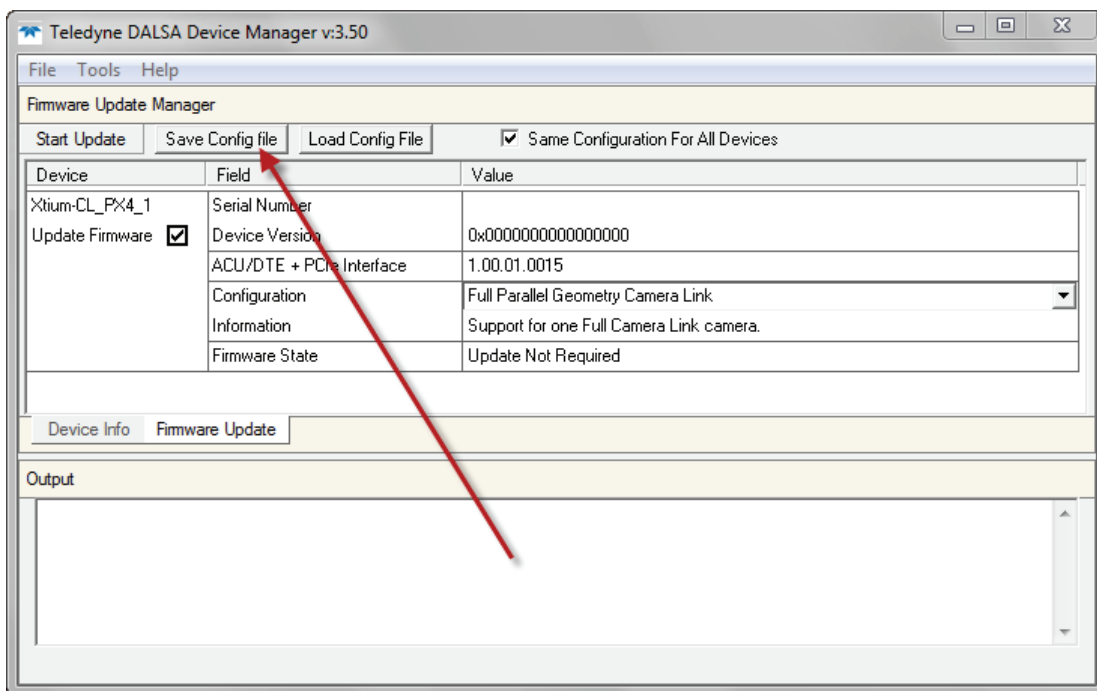 Teledyne DALSA Device Manager v:3.50
File Tools Help
Firmware Update Manager
Start Update Save Config file Load Config File Same Configuration For All Devices
Device Field Value
Xtium-CL_PX4_1 Serial Number
Update Firmware Device Version 0x0000000000000000
ACU/DTE + PCIe Interface 1.00.01.0015
Configuration Full Parallel Geometry Camera Link
Information Support for one Full Camera Link camera.
Firmware State Update Not Required
Device Info Firmware Update
Output